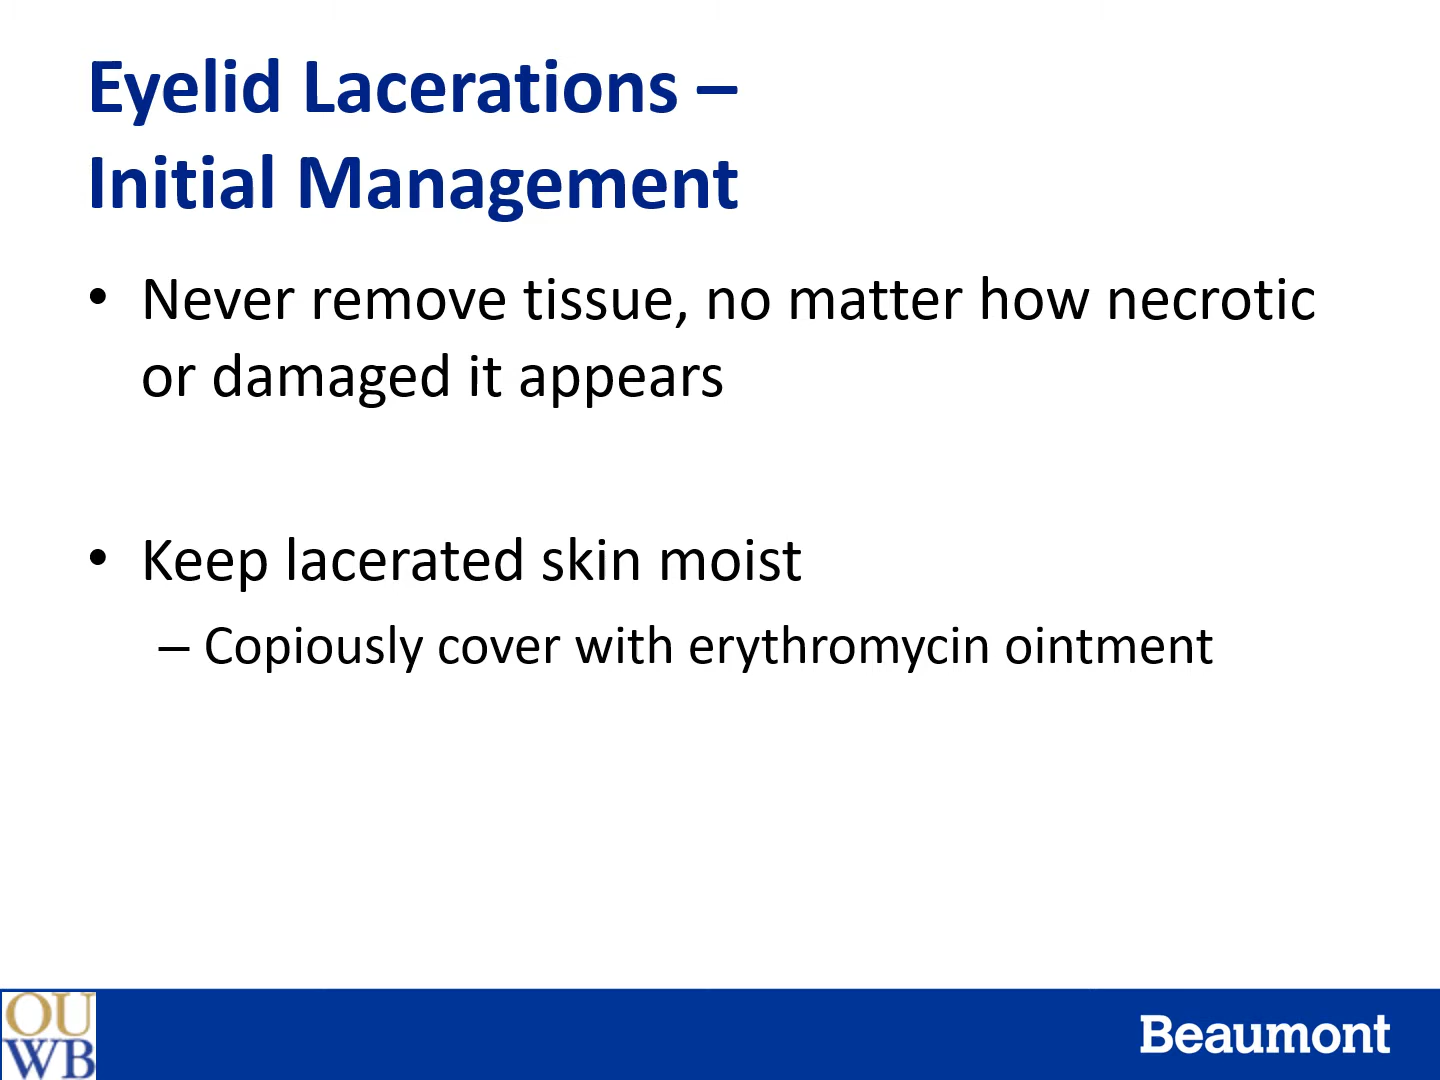 Eyelid Lacerations –
Initial Management
• Never remove tissue, no matter how necrotic
or damaged it appears
• Keep lacerated skin moist
– Copiously cover with erythromycin ointment
OU
WB
Beaumont